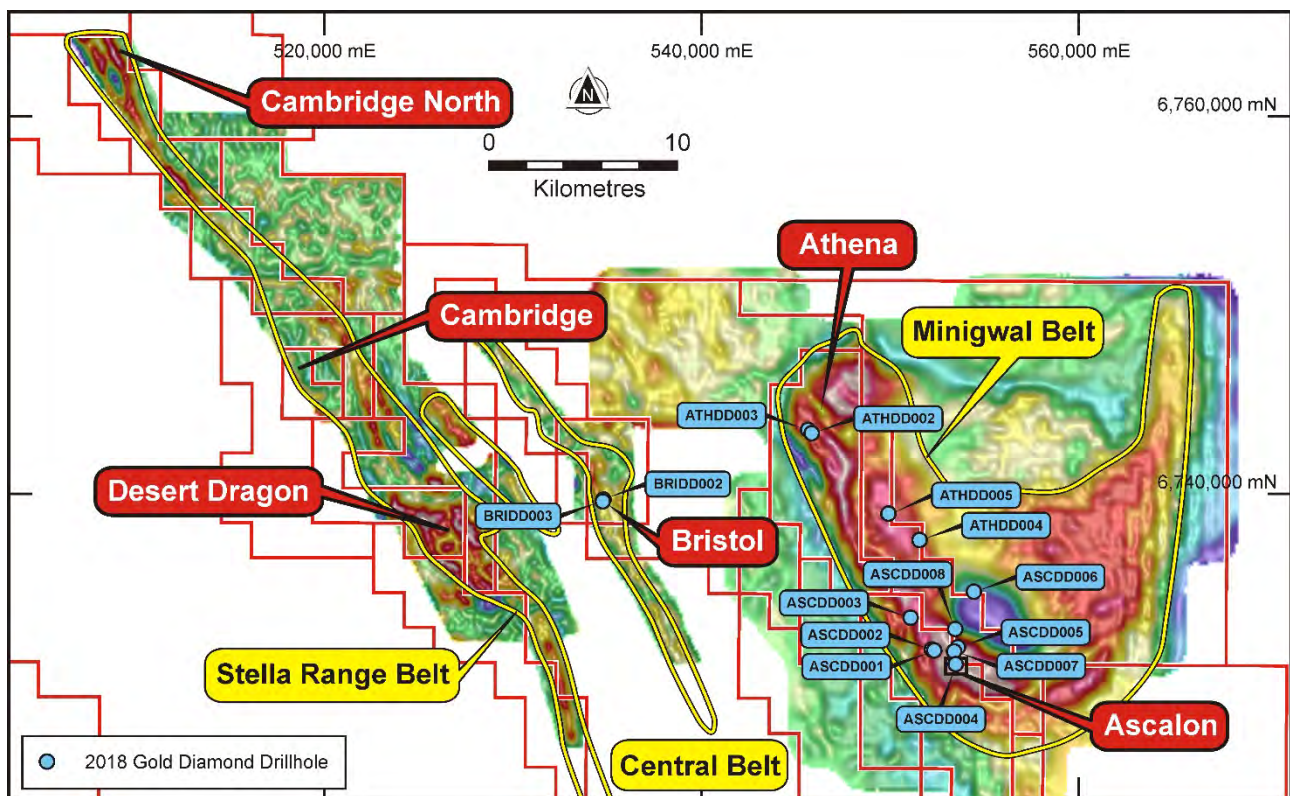 520,000 mE
540,000 mE
560,000 mE
Cambridge North
N
6,760,000 mN
0 10
Kilometres
Athena
Cambridge
Minigwal Belt
ATHDD003
ATHDD002
Desert Dragon
BRIDD002
ATHDD005
6,740,000 mN
BRIDD003
Bristol
ATHDD004
ASCDD008
ASCDD006
ASCDD003
ASCDD002
ASCDD005
Stella Range Belt
ASCDD001
ASCDD007
ASCDD004
Ascalon
2018 Gold Diamond Drillhole
Central Belt